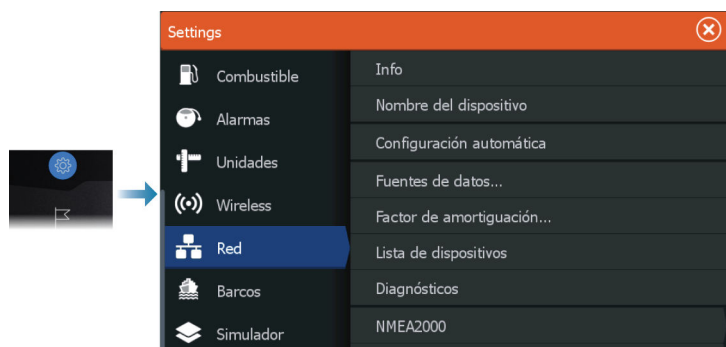 Settings
Combustible
Alarmas
Unidades
Wireless
Red
Barcos
Simulador
Info
Nombre del dispositivo
Configuración automática
Fuentes de datos...
Factor de amortiguación...
Lista de dispositivos
Diagnósticos
NMEA2000